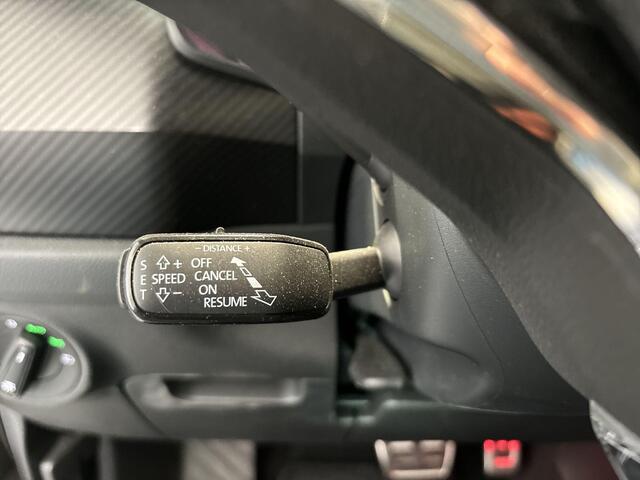 - DISTANCE +
S + OFF
E SPEED CANCEL
T - ON
RESUME